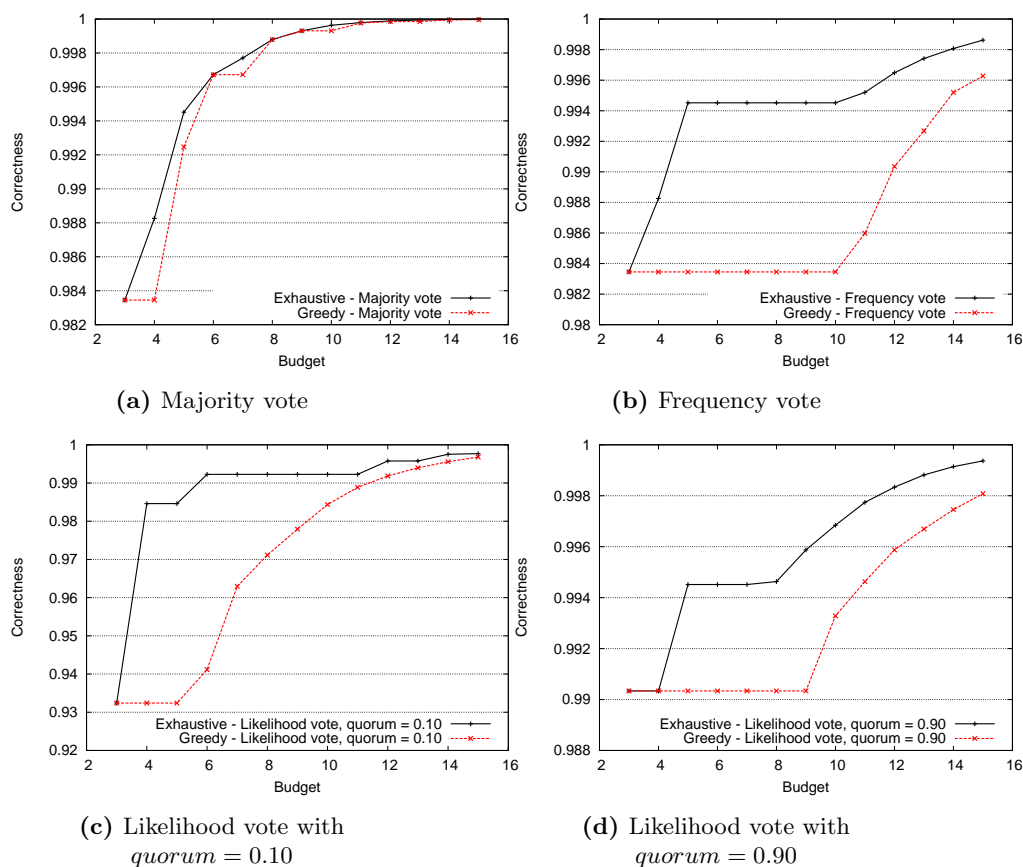 1
0.998
0.996
0.994
0.992
0.99
0.988
0.986
0.984
0.982
Correctness
Exhaustive - Majority vote
Greedy - Majority vote
2 4 6 8 10 12 14 16
Budget
(a) Majority vote
1
0.998
0.996
0.994
0.992
0.99
0.988
0.986
0.984
0.982
0.98
Correctness
Exhaustive - Frequency vote
Greedy - Frequency vote
2 4 6 8 10 12 14 16
Budget
(b) Frequency vote
1
0.99
0.98
0.97
0.96
0.95
0.94
0.93
0.92
Correctness
Exhaustive - Likelihood vote, quorum = 0.10
Greedy - Likelihood vote, quorum = 0.10
2 4 6 8 10 12 14 16
Budget
(c) Likelihood vote with
quorum = 0.10
1
0.998
0.996
0.994
0.992
0.99
0.988
Correctness
Exhaustive - Likelihood vote, quorum = 0.90
Greedy - Likelihood vote, quorum = 0.90
2 4 6 8 10 12 14 16
Budget
(d) Likelihood vote with
quorum = 0.90